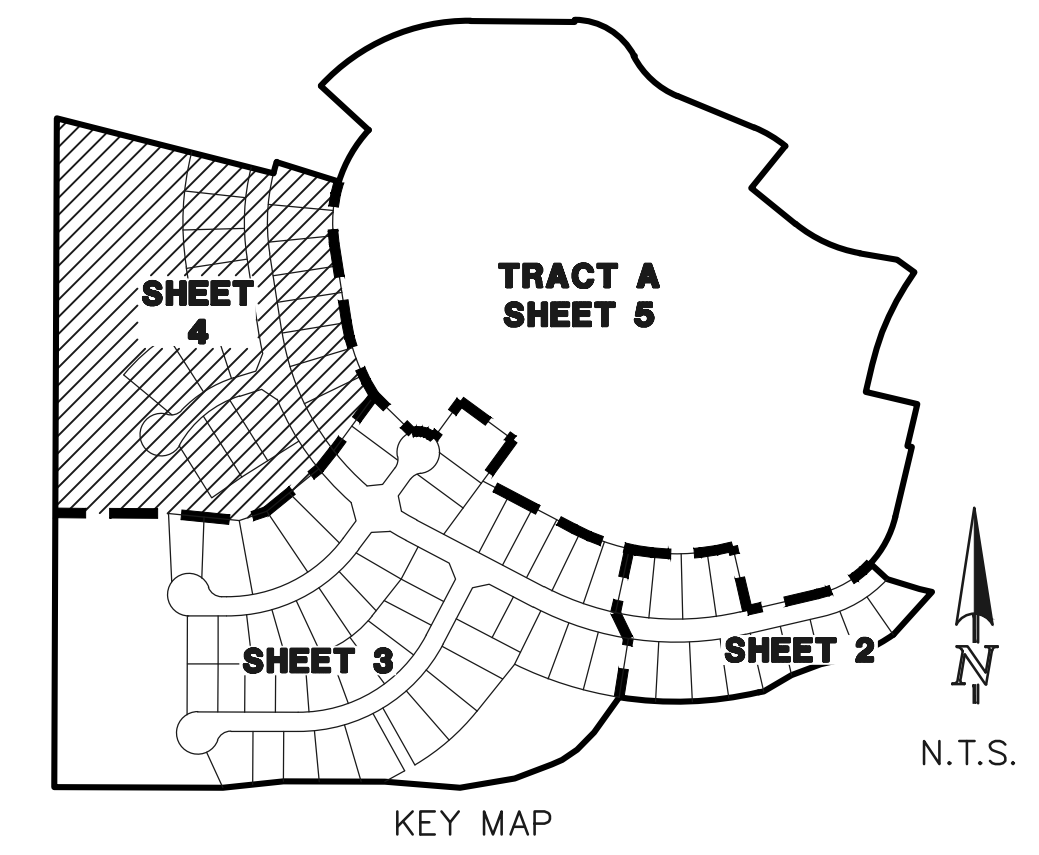 TRACT A
SHEET 5
SHEET
4
SHEET 3
SHEET 2
N
N.T.S.
KEY MAP